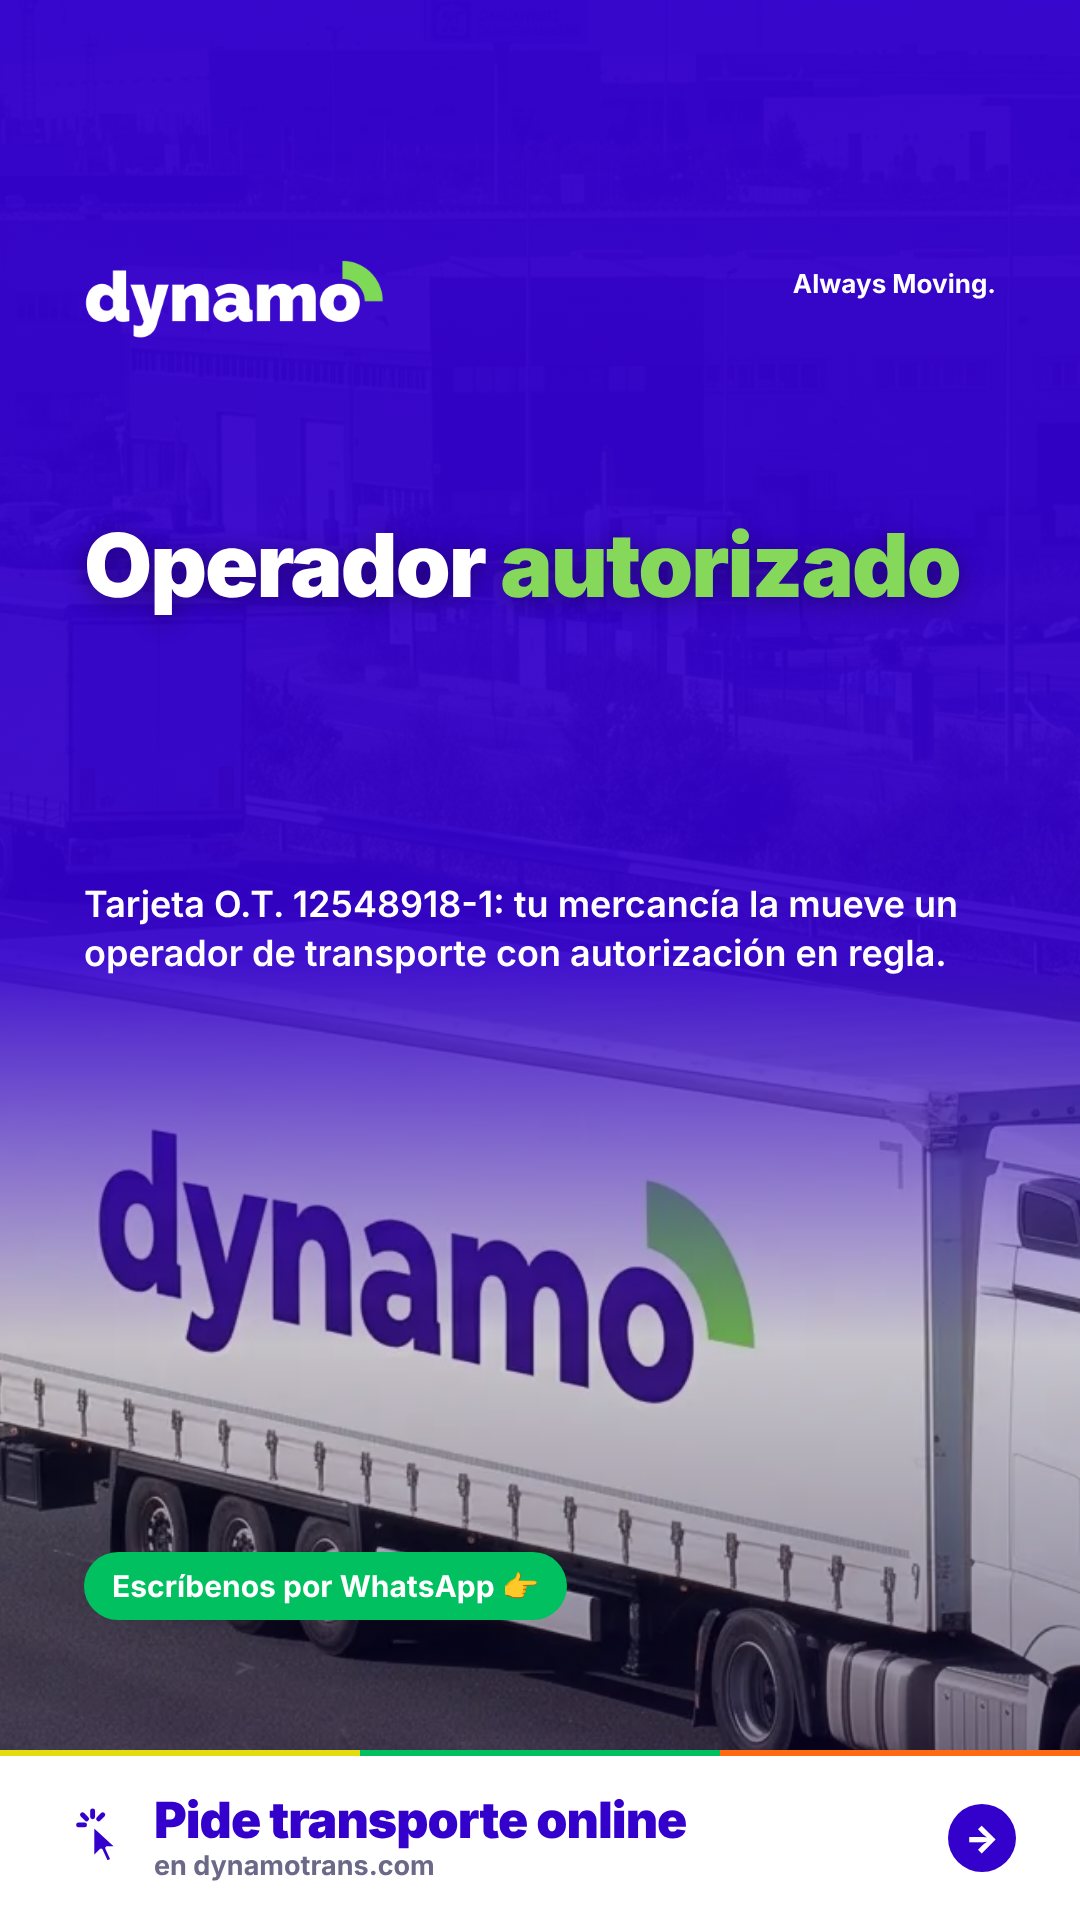 dynamo
Always Moving.
Operador autorizado
Tarjeta O.T. 12548918-1: tu mercancía la mueve un
operador de transporte con autorización en regla.
dynamo
Escríbenos por WhatsApp 👉
Pide transporte online
en dynamotrans.com